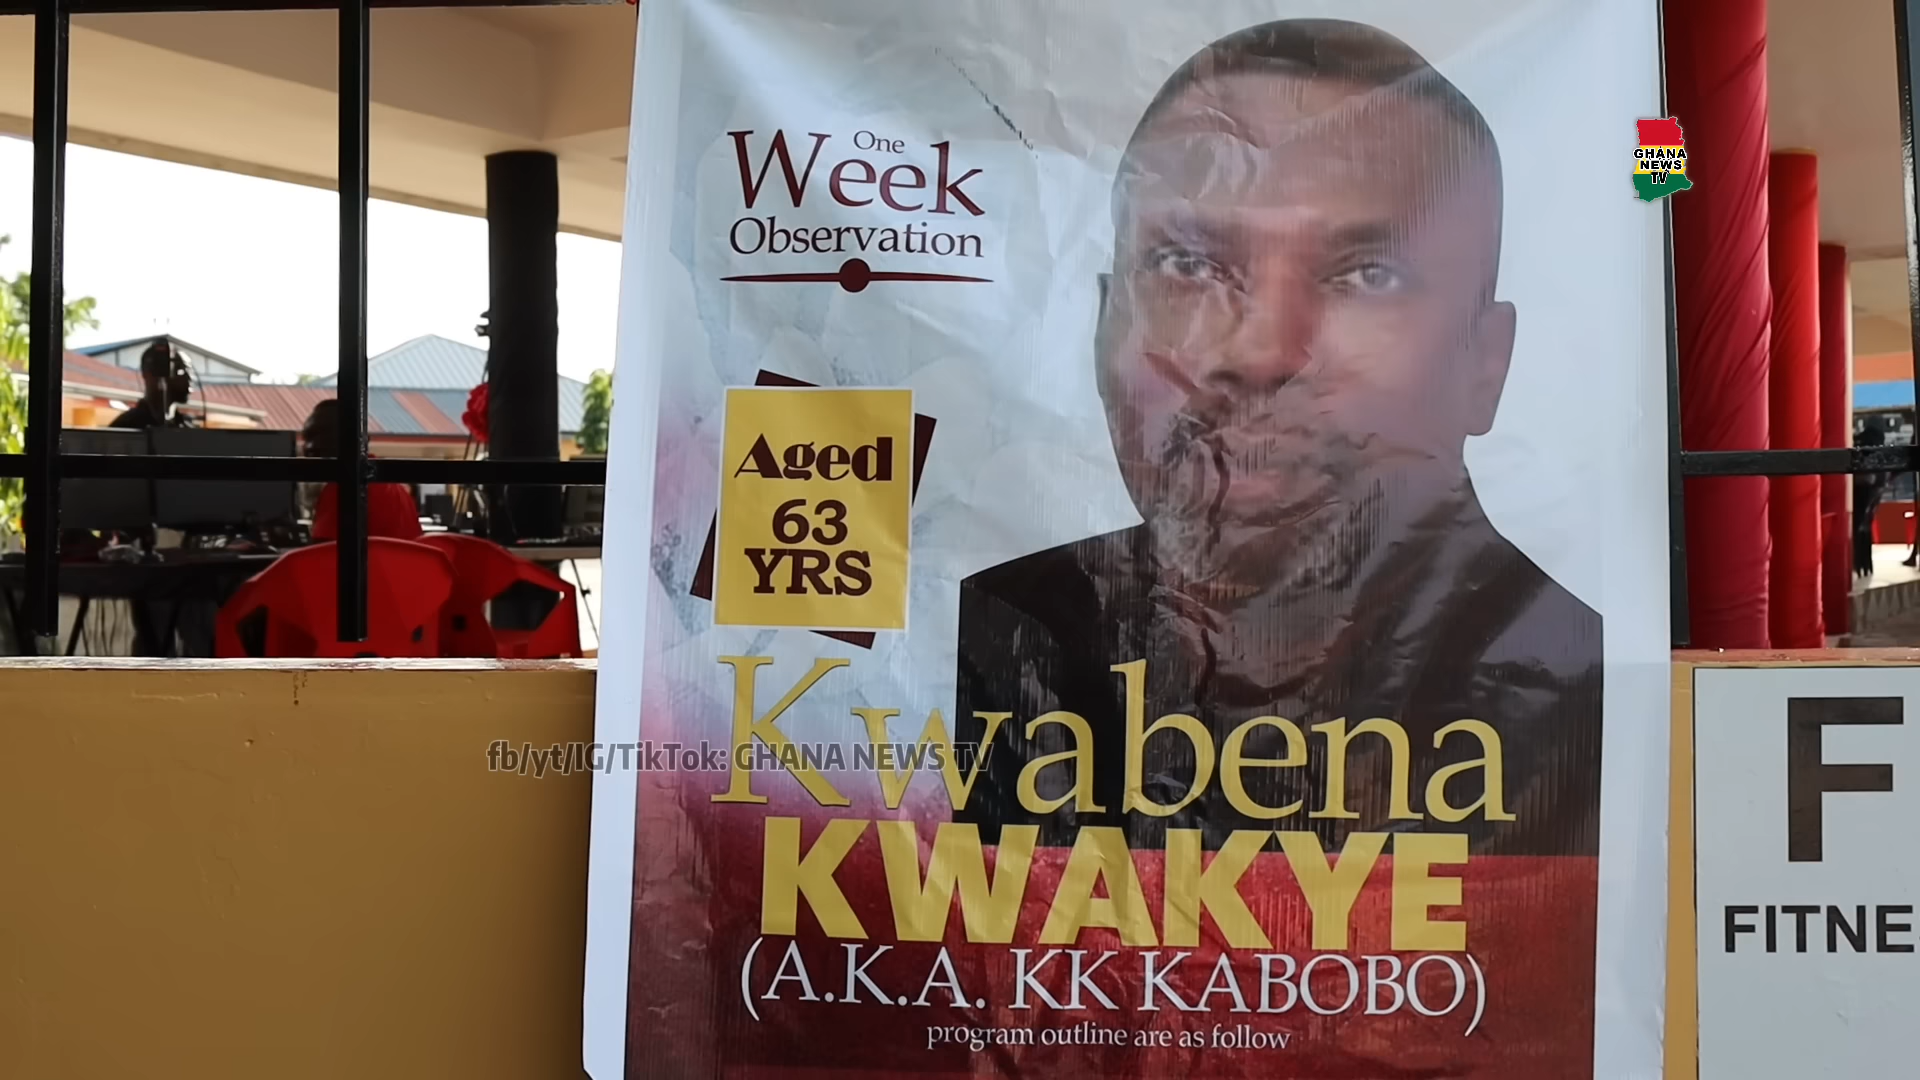 One
Week
Observation
GHANA
NEWS
TV
Aged
63
YRS
Kwabena
fb/yt/IG/TikTok: GHANA NEWS TV
KWAKYE
(A.K.A. KK KABOBO)
program outline are as follow
F
FITNE